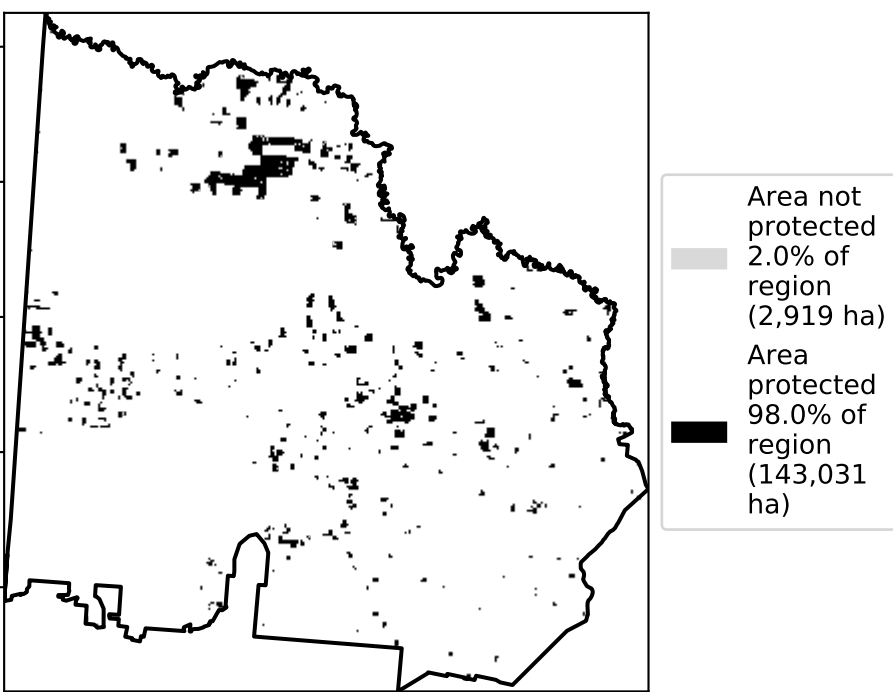 Area not
protected
2.0% of
region
(2,919 ha)
Area
protected
98.0% of
region
(143,031
ha)